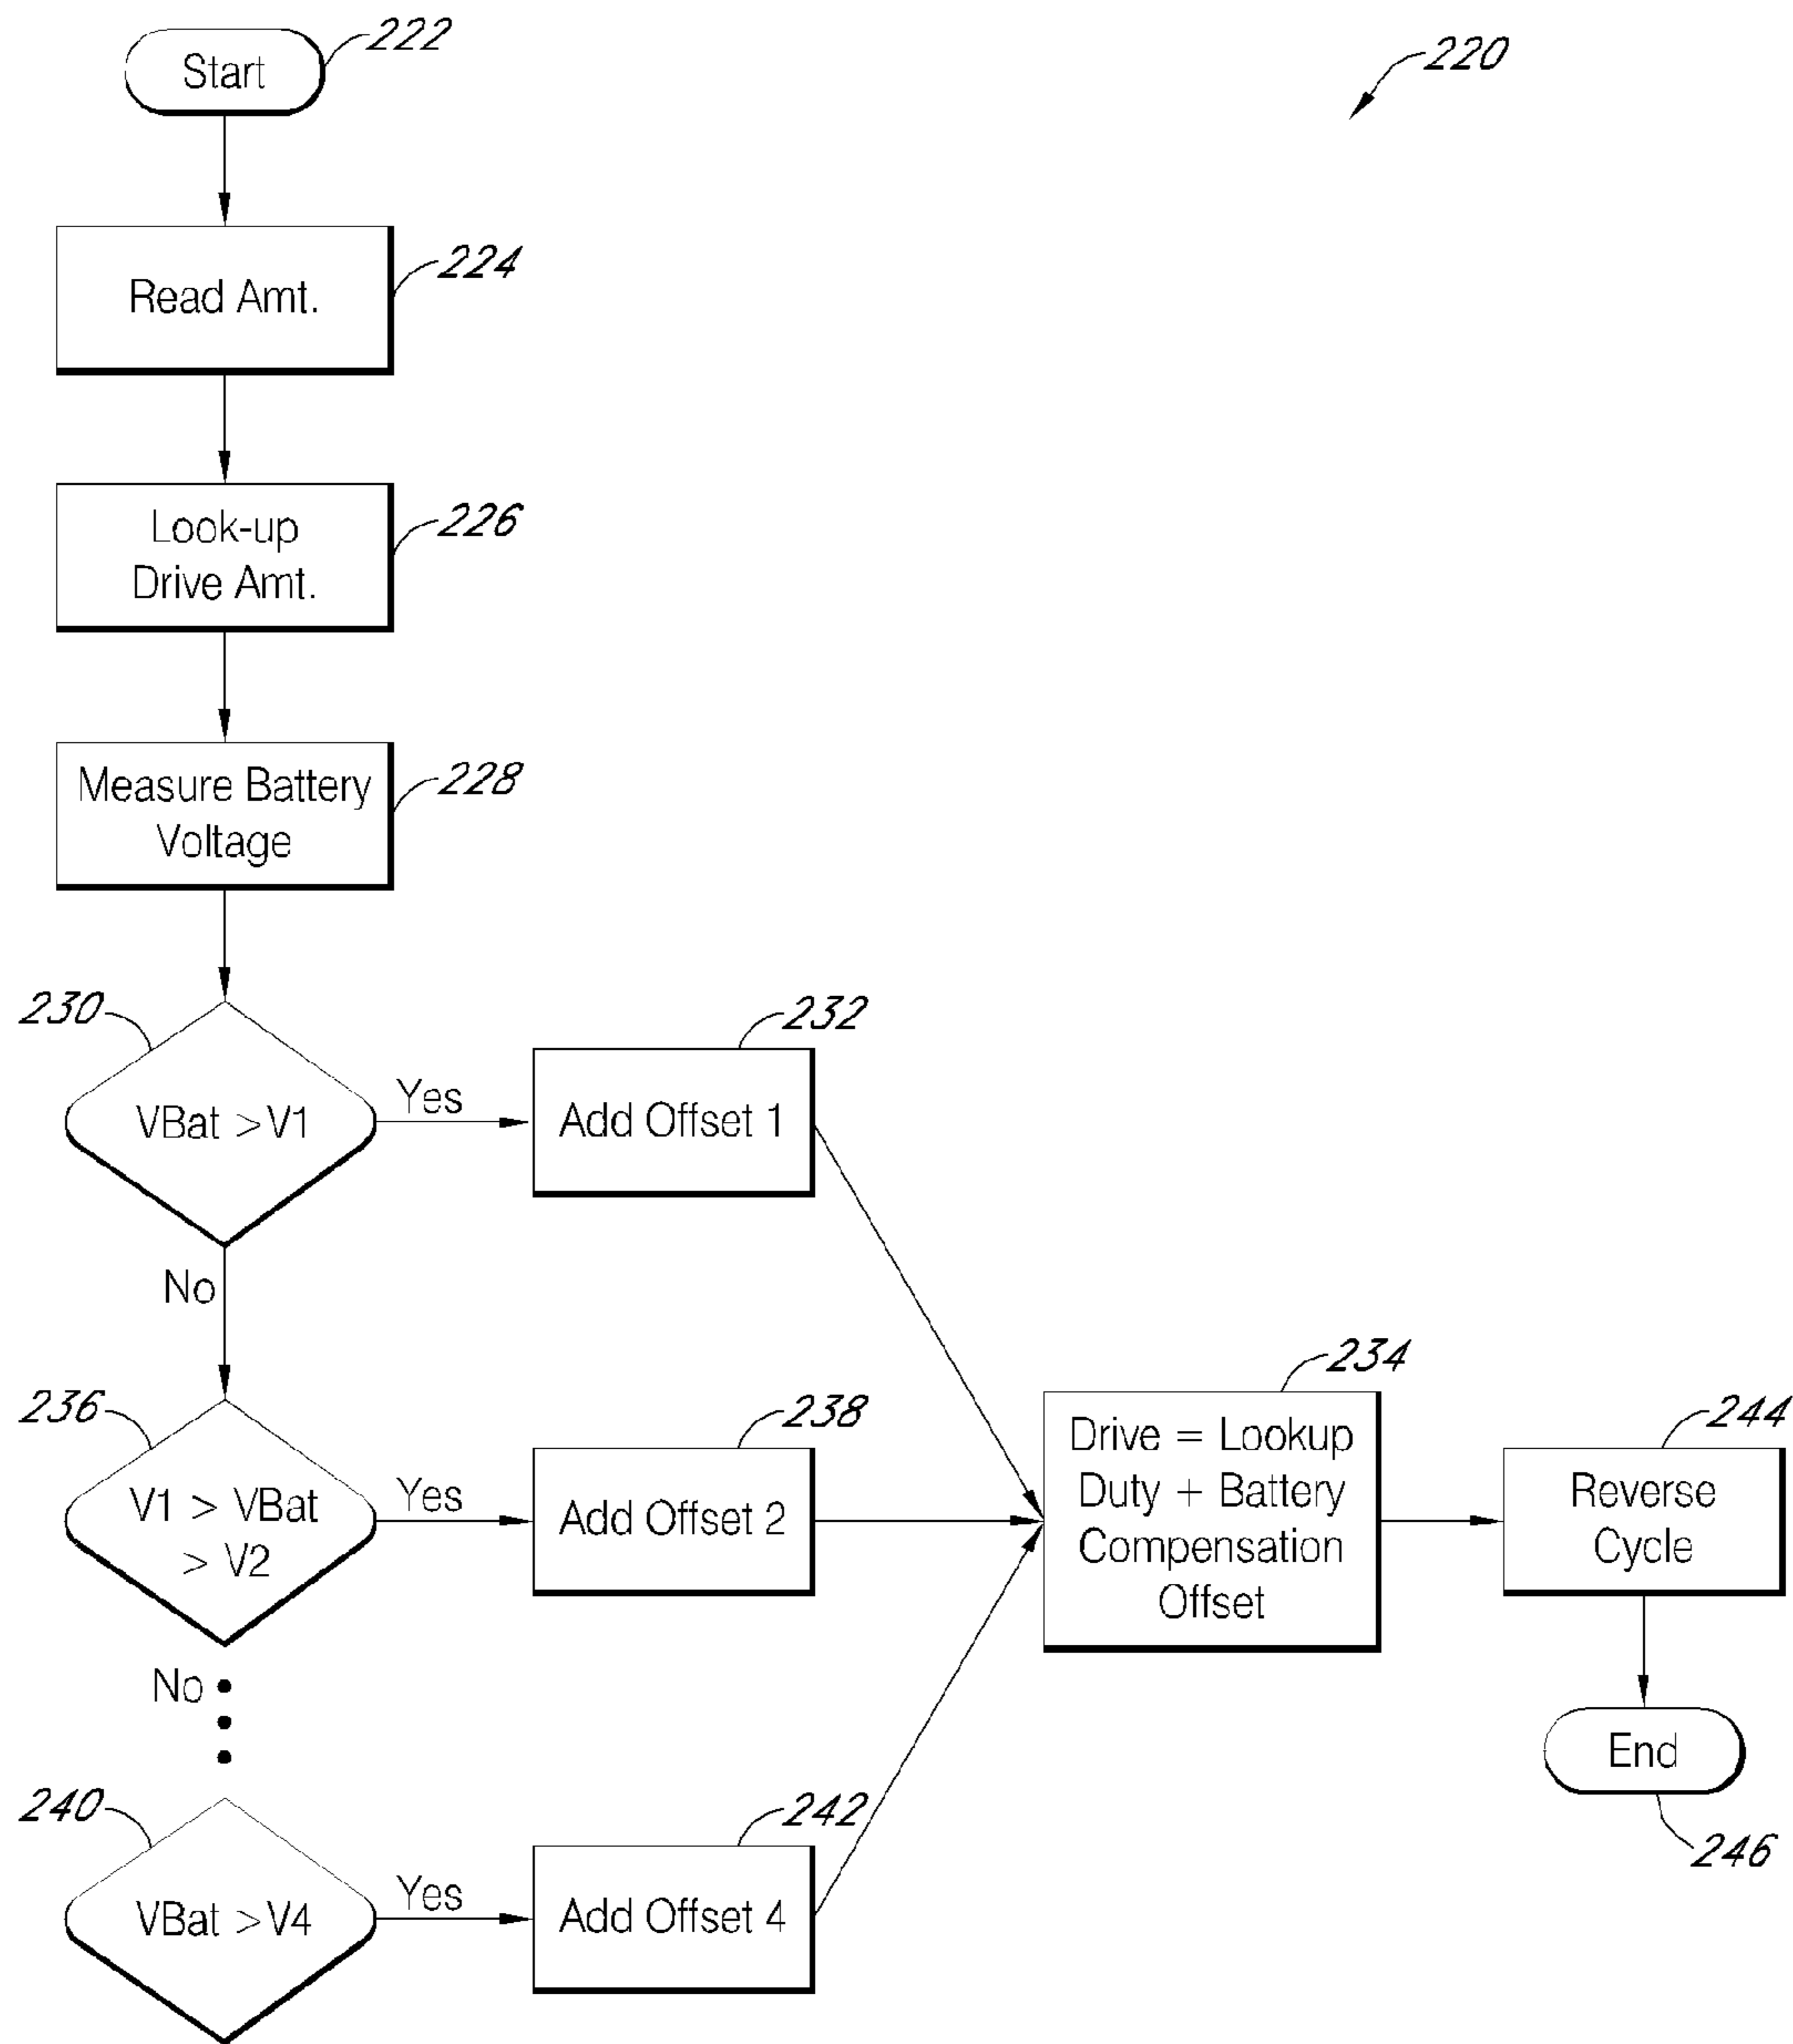 Start
222
220
Read Amt.
224
Look-up
Drive Amt.
226
Measure Battery
Voltage
228
230
VBat >V1
Yes
232
Add Offset 1
No
236
V1 > VBat
> V2
Yes
238
Add Offset 2
234
Drive = Lookup
Duty + Battery
Compensation
Offset
244
Reverse
Cycle
No
End
246
240
VBat >V4
Yes
242
Add Offset 4